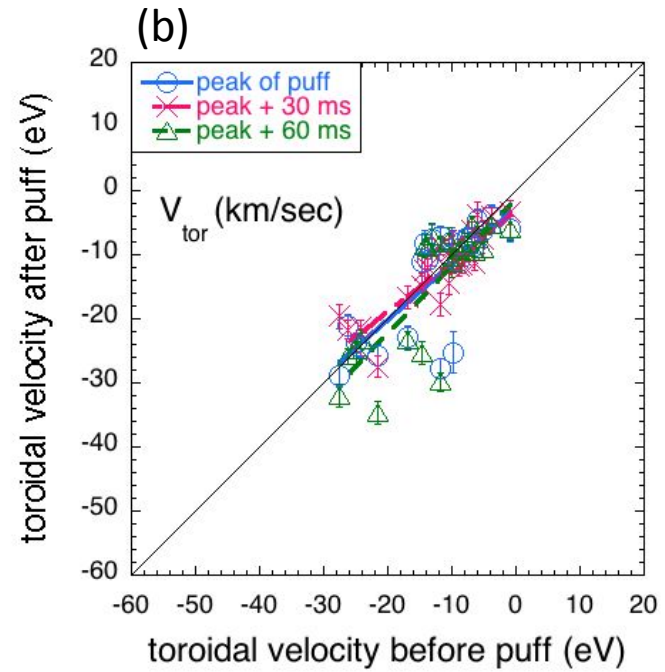 (b)
peak of puff
peak + 30 ms
peak + 60 ms
V_tor (km/sec)
toroidal velocity after puff (eV)
20
10
0
-10
-20
-30
-40
-50
-60
-60 -50 -40 -30 -20 -10 0 10 20
toroidal velocity before puff (eV)